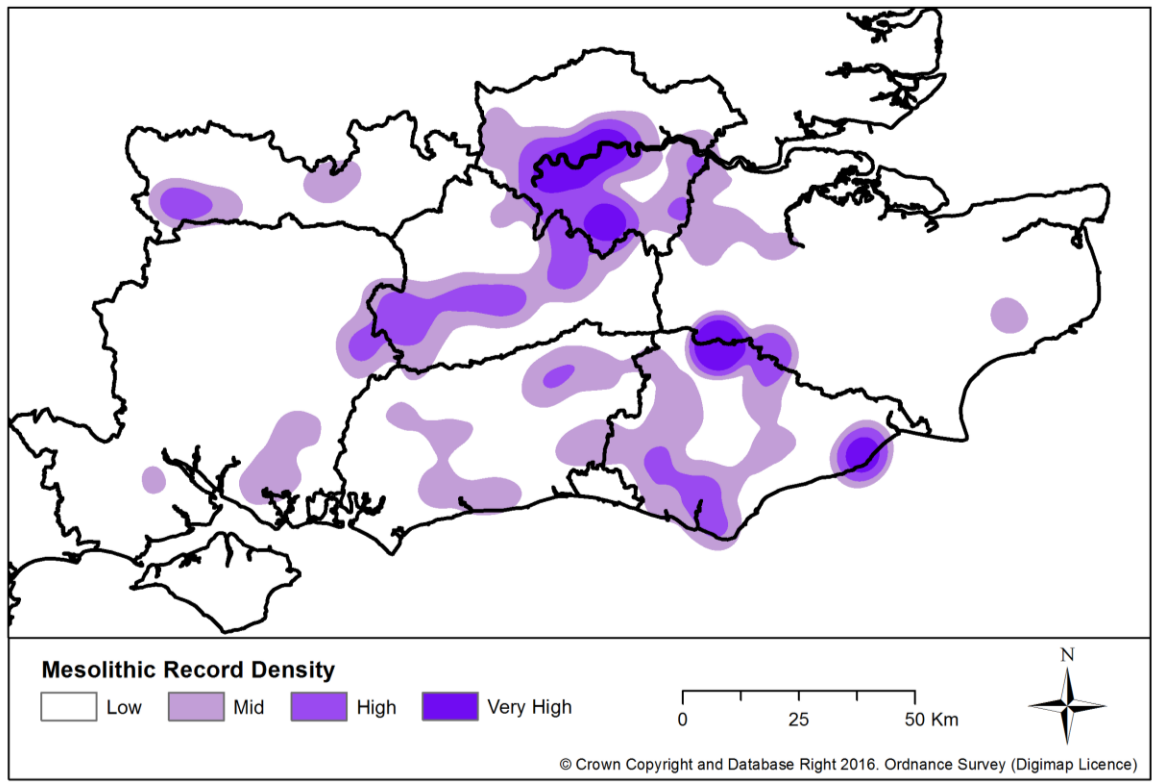 Mesolithic Record Density
Low Mid High Very High
0 25 50 Km
N
© Crown Copyright and Database Right 2016. Ordnance Survey (Digimap Licence)